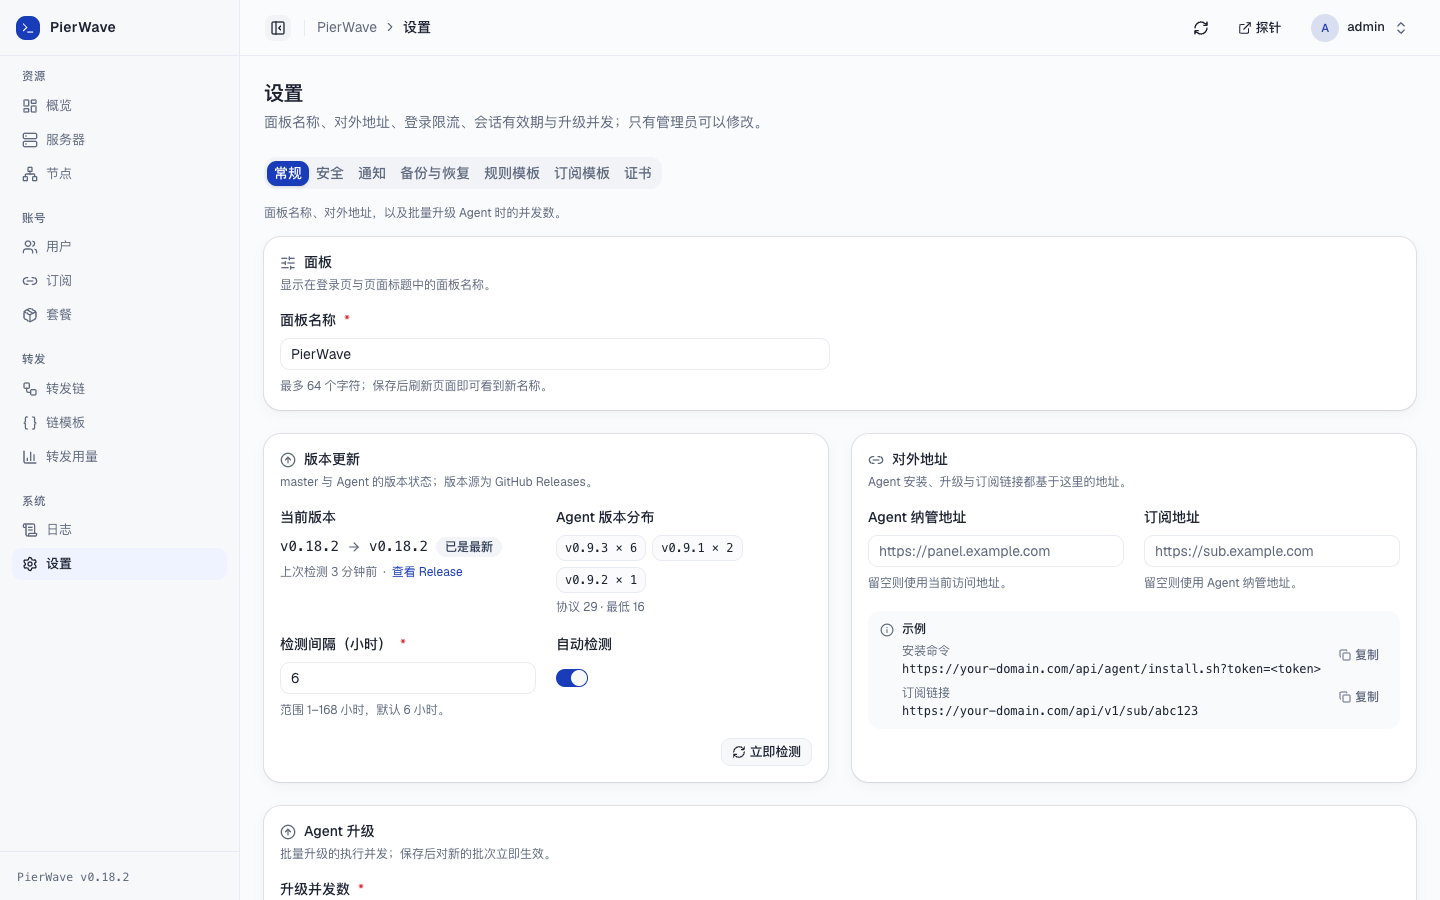 PierWave
PierWave > 设置
探针
A
admin
资源
概览
服务器
节点
账号
用户
订阅
套餐
转发
转发链
链模板
转发用量
系统
日志
设置
PierWave v0.18.2
设置
面板名称、对外地址、登录限流、会话有效期与升级并发；只有管理员可以修改。
常规 安全 通知 备份与恢复 规则模板 订阅模板 证书
面板名称、对外地址，以及批量升级 Agent 时的并发数。
面板
显示在登录页与页面标题中的面板名称。
面板名称 *
PierWave
最多 64 个字符；保存后刷新页面即可看到新名称。
版本更新
master 与 Agent 的版本状态；版本源为 GitHub Releases。
当前版本
v0.18.2 → v0.18.2 已是最新
上次检测 3 分钟前 · 查看 Release
Agent 版本分布
v0.9.3 × 6 v0.9.1 × 2
v0.9.2 × 1
协议 29 · 最低 16
检测间隔（小时） *
6
范围 1–168 小时，默认 6 小时。
自动检测
立即检测
对外地址
Agent 安装、升级与订阅链接都基于这里的地址。
Agent 纳管地址
https://panel.example.com
留空则使用当前访问地址。
订阅地址
https://sub.example.com
留空则使用 Agent 纳管地址。
示例
安装命令
https://your-domain.com/api/agent/install.sh?token=<token>
复制
订阅链接
https://your-domain.com/api/v1/sub/abc123
复制
Agent 升级
批量升级的执行并发；保存后对新的批次立即生效。
升级并发数 *